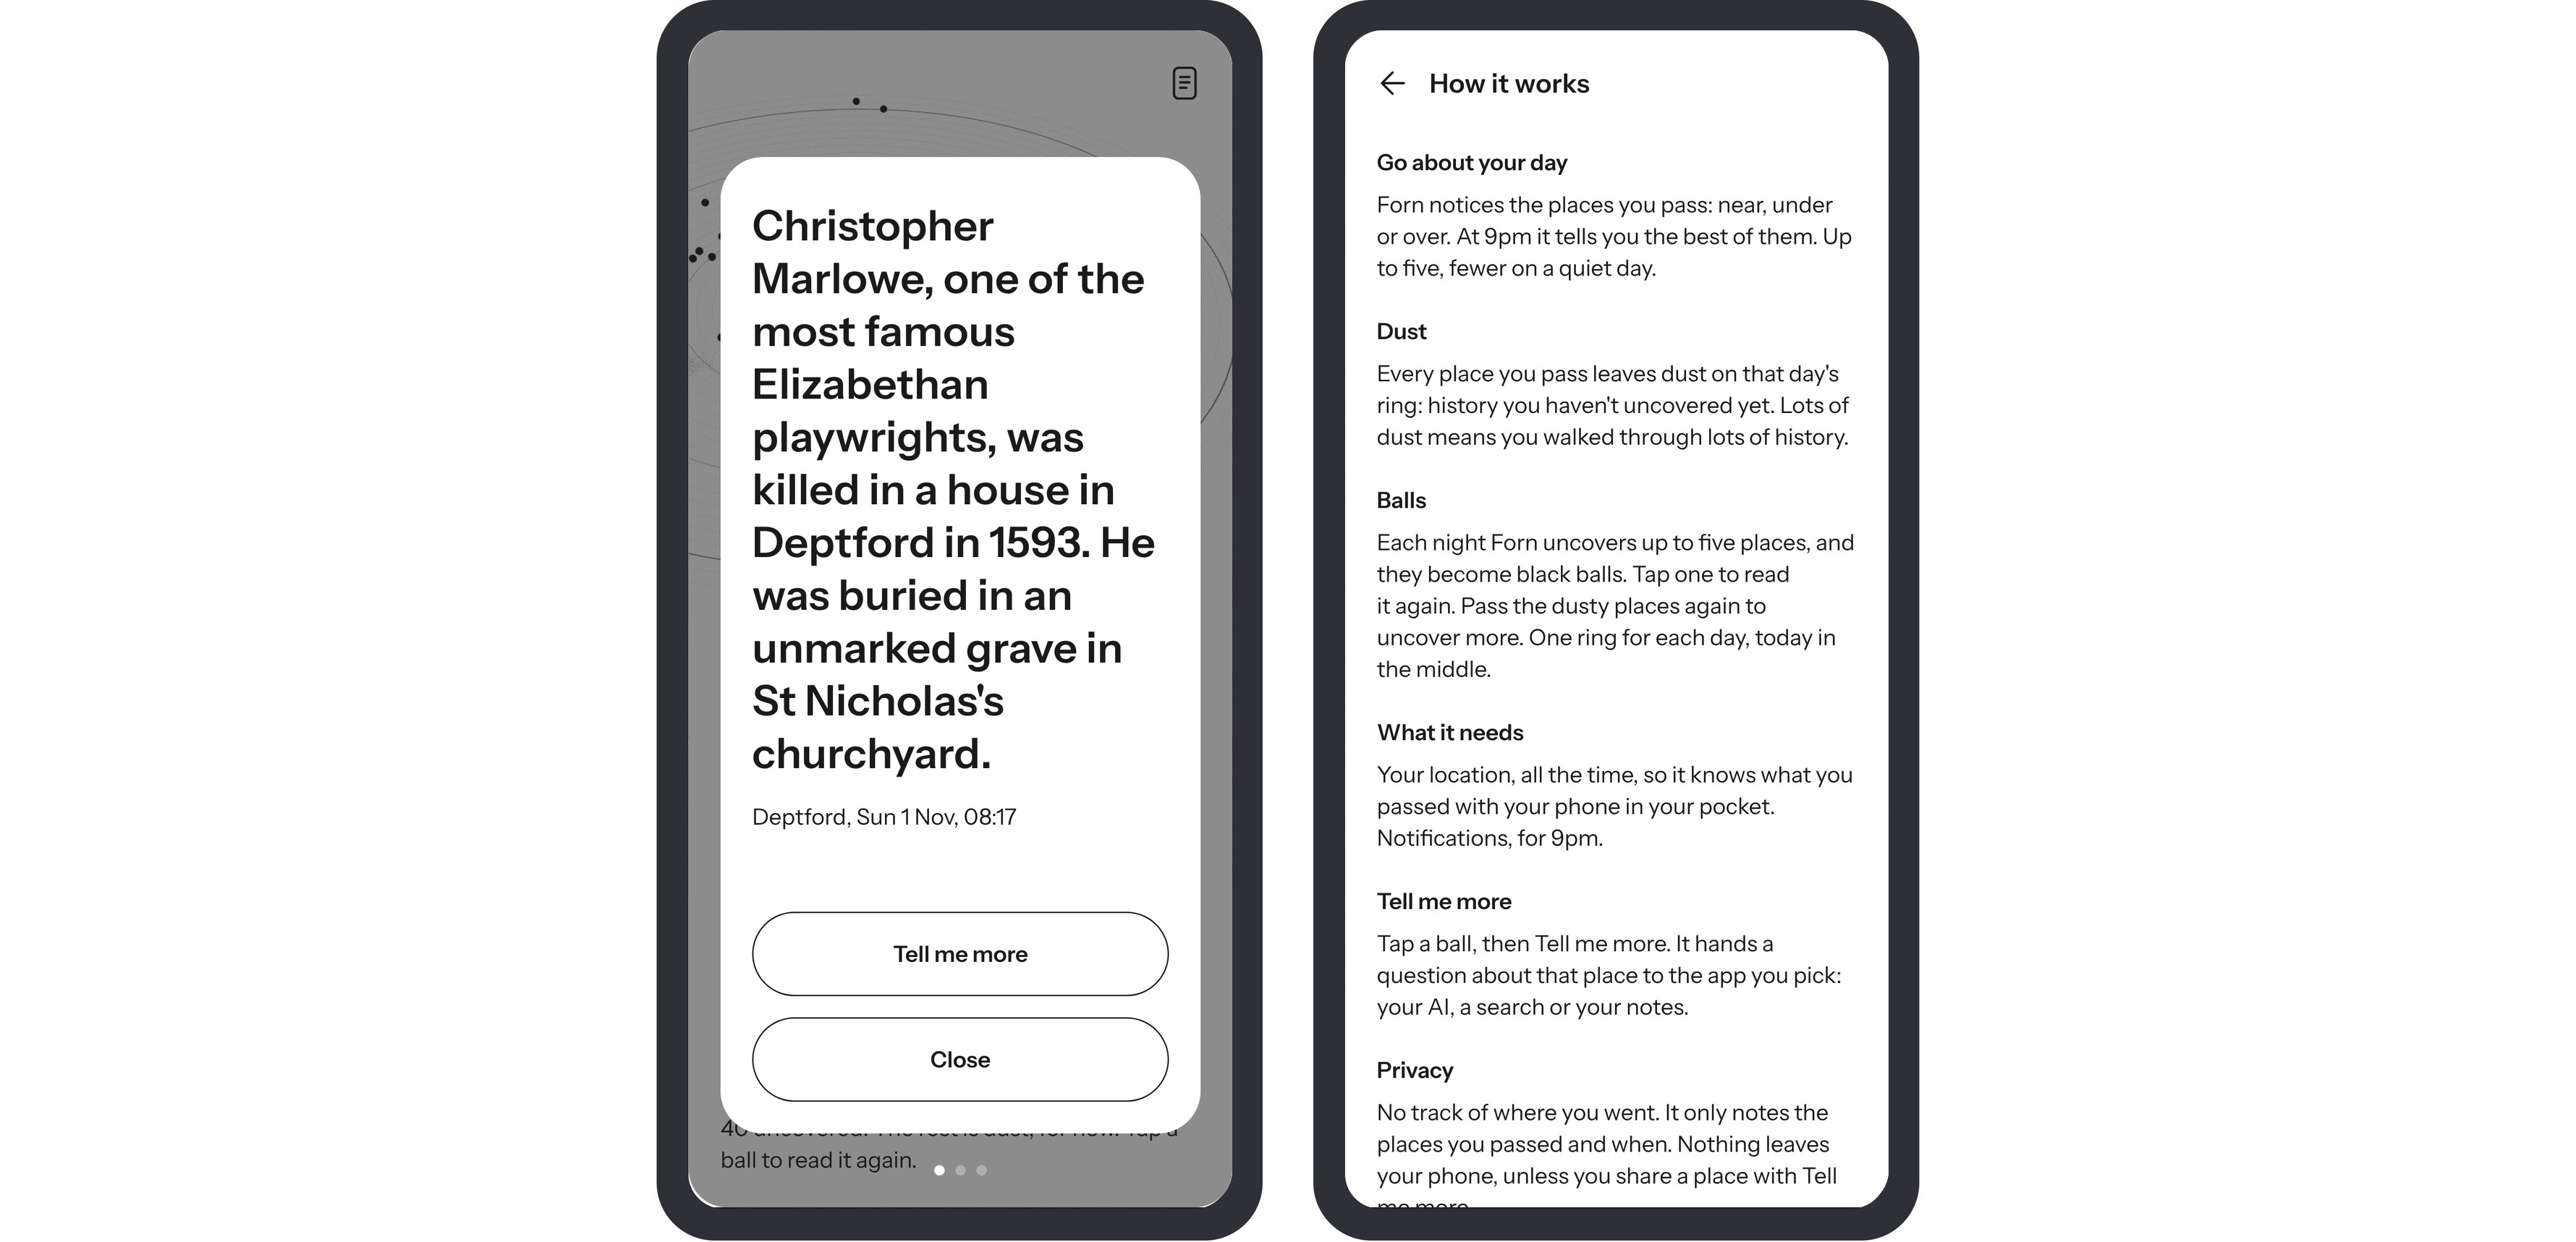 Christopher
Marlowe, one of the
most famous
Elizabethan
playwrights, was
killed in a house in
Deptford in 1593. He
was buried in an
unmarked grave in
St Nicholas's
churchyard.
Deptford, Sun 1 Nov, 08:17
Tell me more
Close
40 uncovered. The rest is dust, for now. Tap a
ball to read it again.
How it works
Go about your day
Forn notices the places you pass: near, under
or over. At 9pm it tells you the best of them. Up
to five, fewer on a quiet day.
Dust
Every place you pass leaves dust on that day's
ring: history you haven't uncovered yet. Lots of
dust means you walked through lots of history.
Balls
Each night Forn uncovers up to five places, and
they become black balls. Tap one to read
it again. Pass the dusty places again to
uncover more. One ring for each day, today in
the middle.
What it needs
Your location, all the time, so it knows what you
passed with your phone in your pocket.
Notifications, for 9pm.
Tell me more
Tap a ball, then Tell me more. It hands a
question about that place to the app you pick:
your AI, a search or your notes.
Privacy
No track of where you went. It only notes the
places you passed and when. Nothing leaves
your phone, unless you share a place with Tell
me more